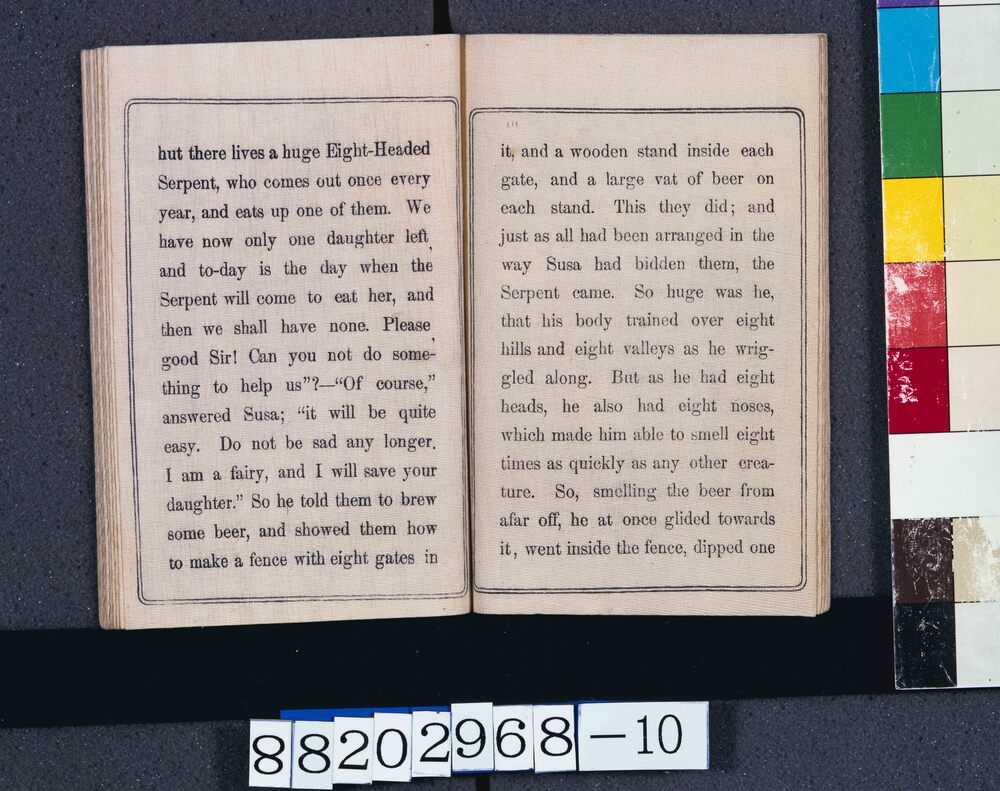 but there lives a huge Eight-Headed
Serpent, who comes out once every
year, and eats up one of them. We
have now only one daughter left,
and to-day is the day when the
Serpent will come to eat her, and
then we shall have none. Please,
good Sir! Can you not do some-
thing to help us”?—“Of course,”
answered Susa; “it will be quite
easy. Do not be sad any longer.
I am a fairy, and I will save your
daughter.” So he told them to brew
some beer, and showed them how
to make a fence with eight gates in
it, and a wooden stand inside each
gate, and a large vat of beer on
each stand. This they did; and
just as all had been arranged in the
way Susa had bidden them, the
Serpent came. So huge was he,
that his body trained over eight
hills and eight valleys as he wrig-
gled along. But as he had eight
heads, he also had eight noses,
which made him able to smell eight
times as quickly as any other crea-
ture. So, smelling the beer from
afar off, he at once glided towards
it, went inside the fence, dipped one
88202968-10